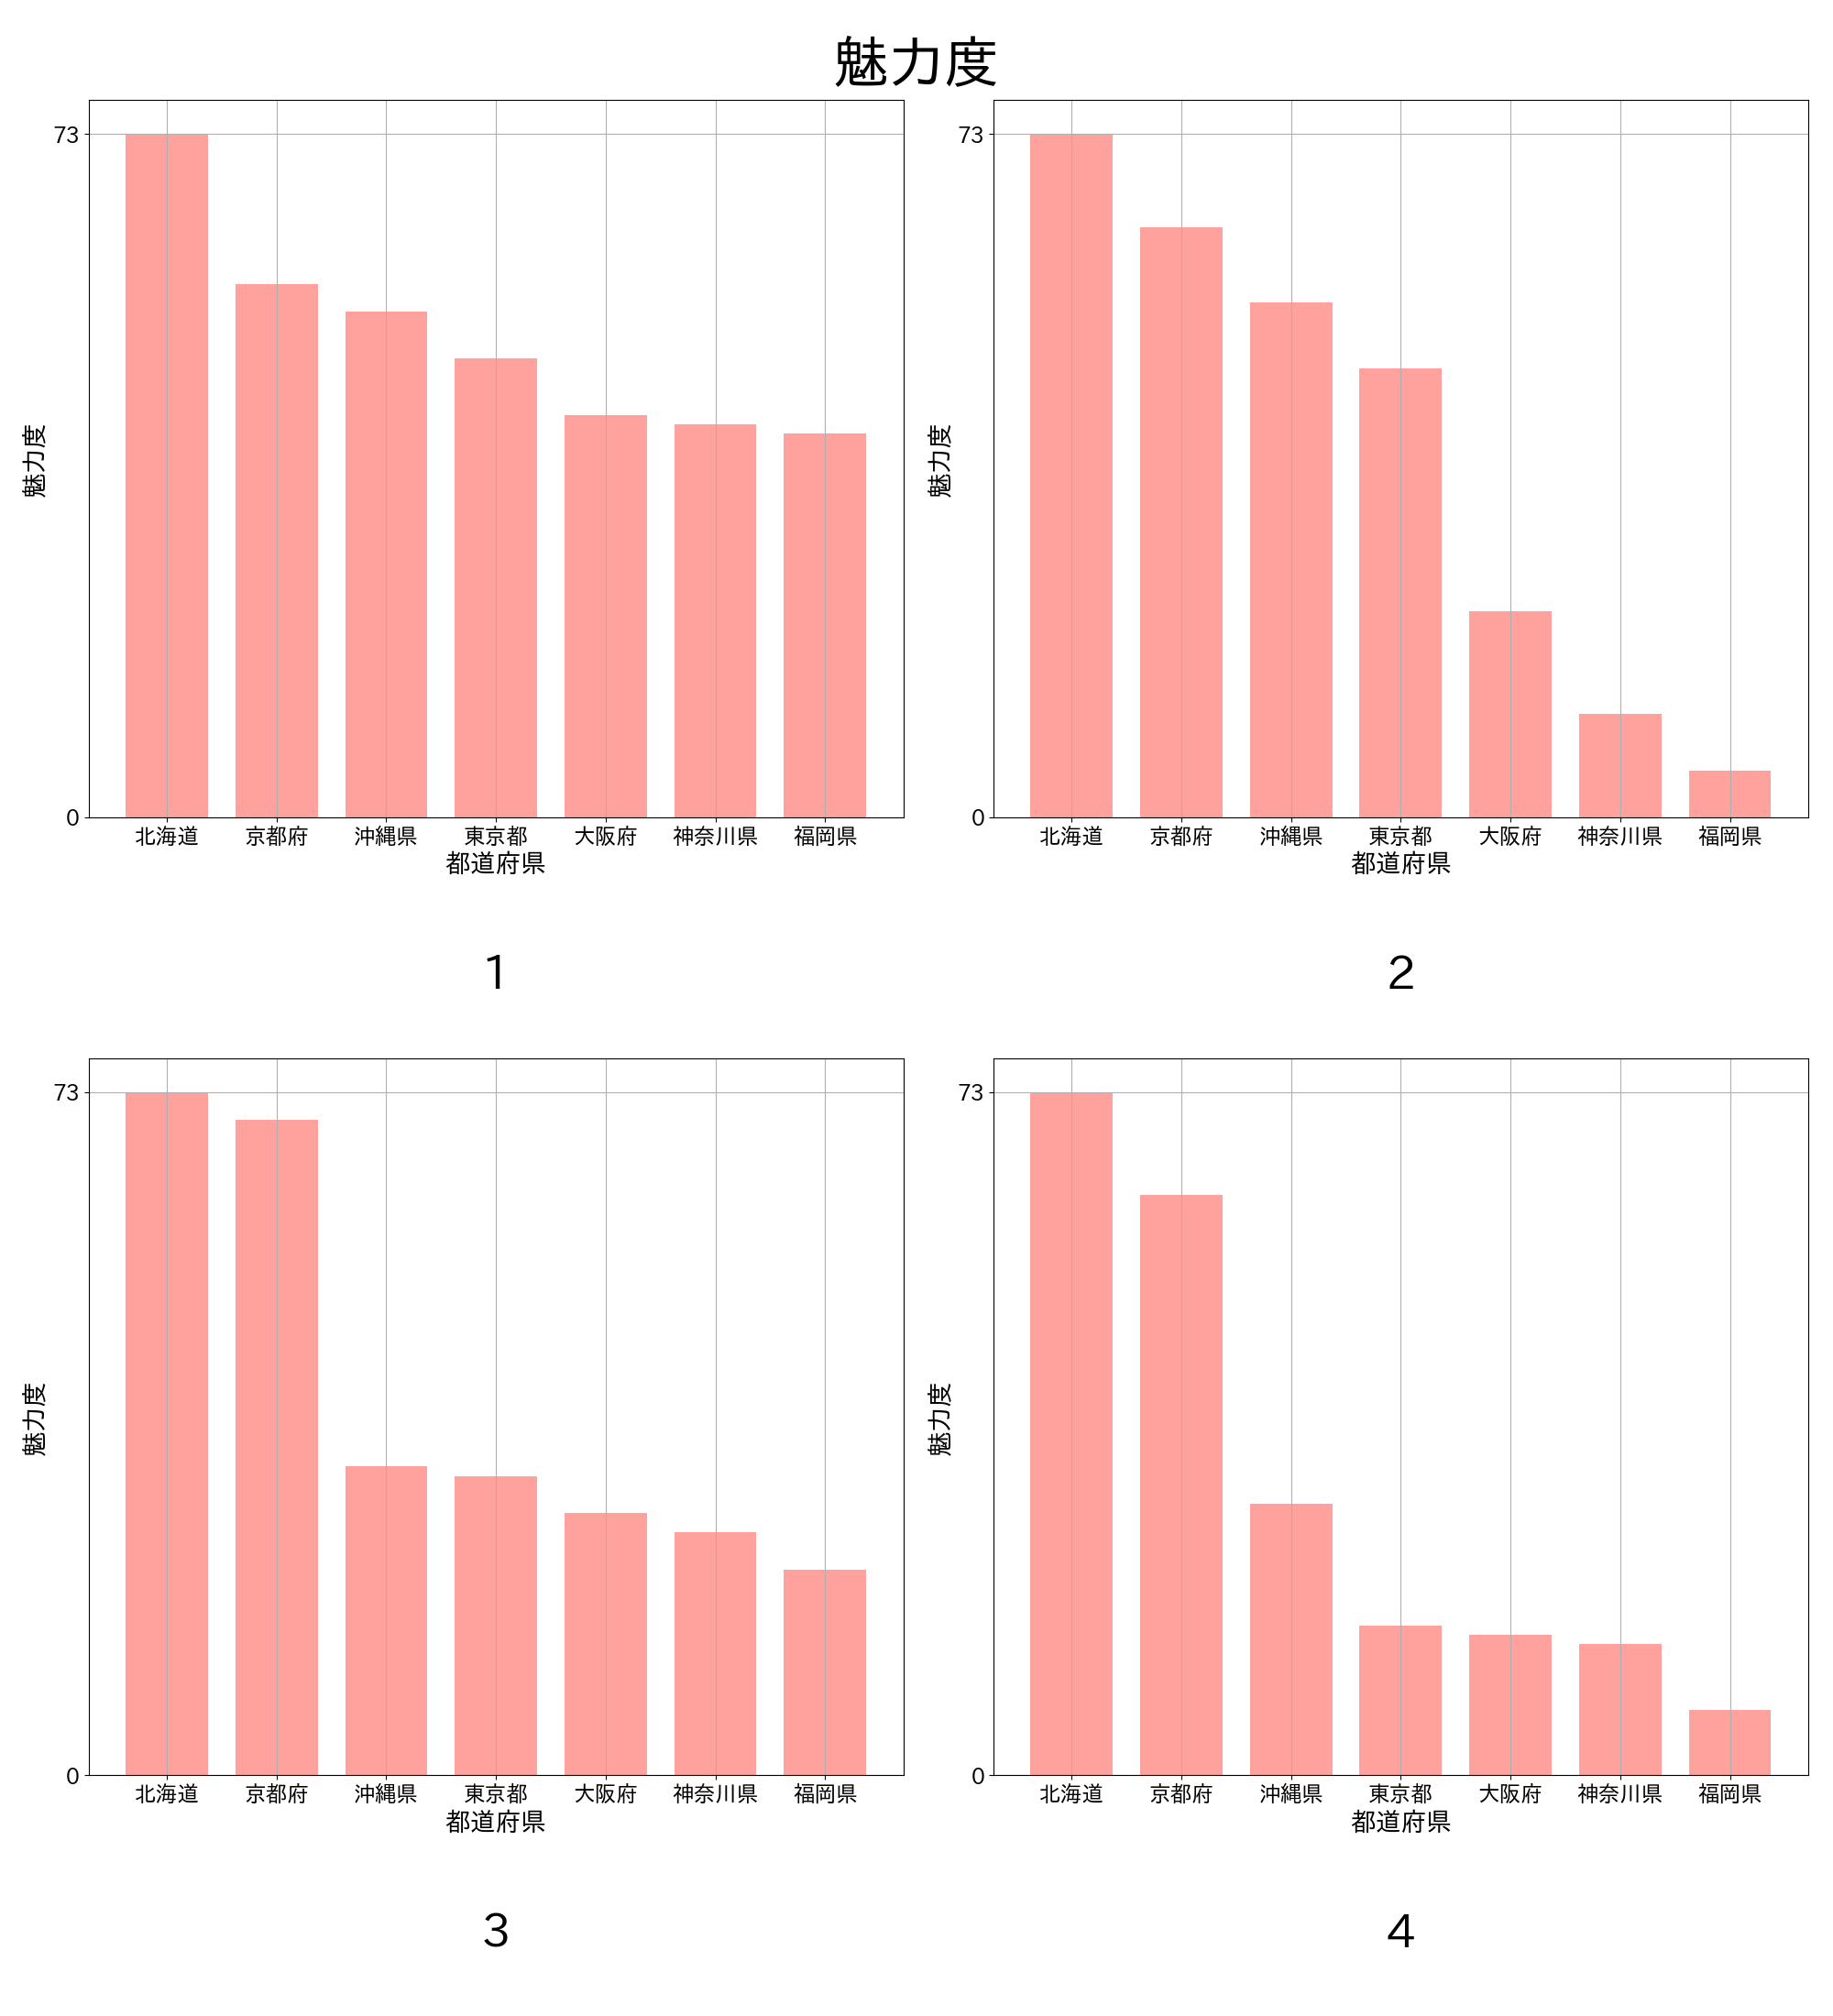 魅力度
73
魅力度
0
北海道 京都府 沖縄県 東京都 大阪府 神奈川県 福岡県
都道府県
1
73
魅力度
0
北海道 京都府 沖縄県 東京都 大阪府 神奈川県 福岡県
都道府県
2
73
魅力度
0
北海道 京都府 沖縄県 東京都 大阪府 神奈川県 福岡県
都道府県
3
73
魅力度
0
北海道 京都府 沖縄県 東京都 大阪府 神奈川県 福岡県
都道府県
4